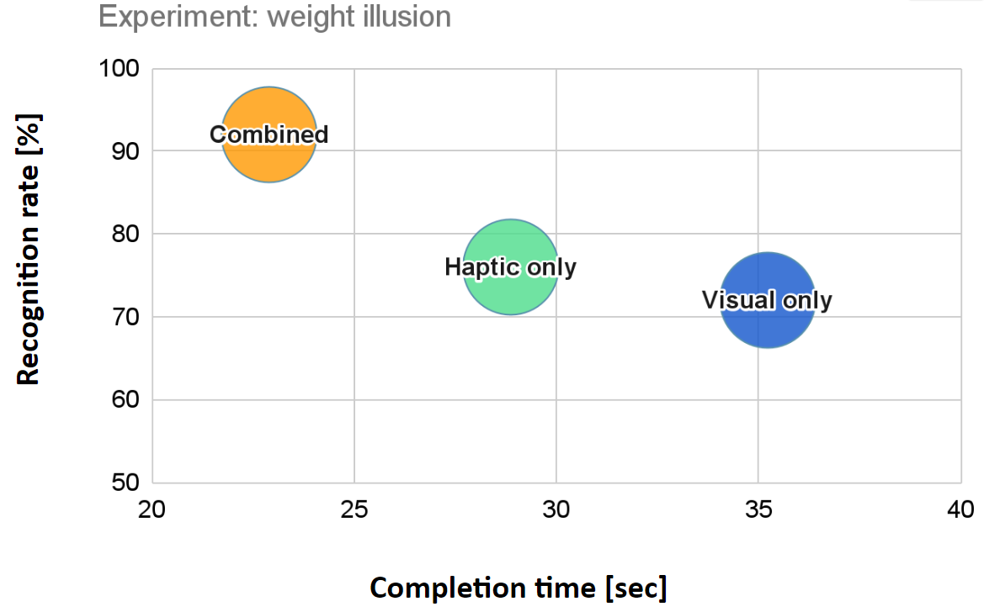 Experiment: weight illusion
Recognition rate [%]
100
90
80
70
60
50
Combined
Haptic only
Visual only
20 25 30 35 40
Completion time [sec]